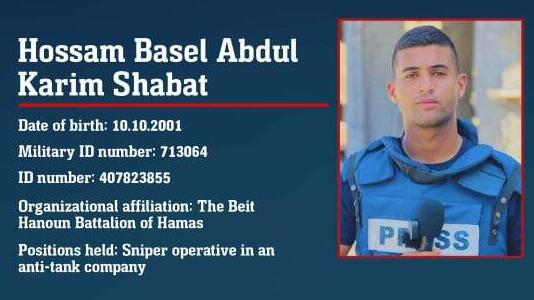 Hossam Basel Abdul
Karim Shabat
Date of birth: 10.10.2001
Military ID number: 713064
ID number: 407823855
Organizational affiliation: The Beit
Hanoun Battalion of Hamas
Positions held: Sniper operative in an
anti-tank company
PRESS